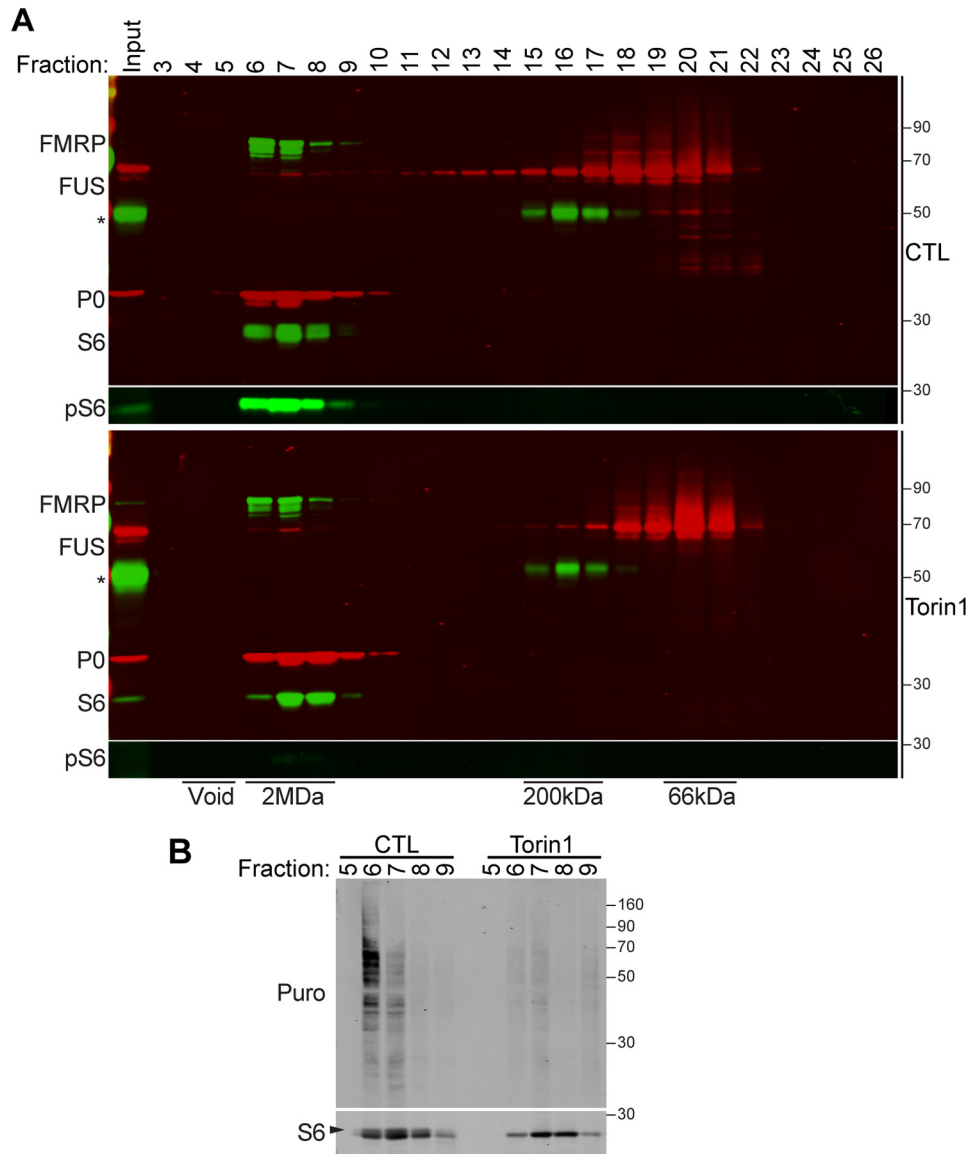 A
Fraction: Input 3 4 5 6 7 8 9 10 11 12 13 14 15 16 17 18 19 20 21 22 23 24 25 26
FMRP
FUS
*
P0
S6
pS6
90
70
50
30
30
CTL
FMRP
FUS
*
P0
S6
pS6
90
70
50
30
30
Torin1
Void 2MDa 200kDa 66kDa
B
CTL Torin1
Fraction: 5 6 7 8 9 5 6 7 8 9
Puro
160
90
70
50
30
30
S6